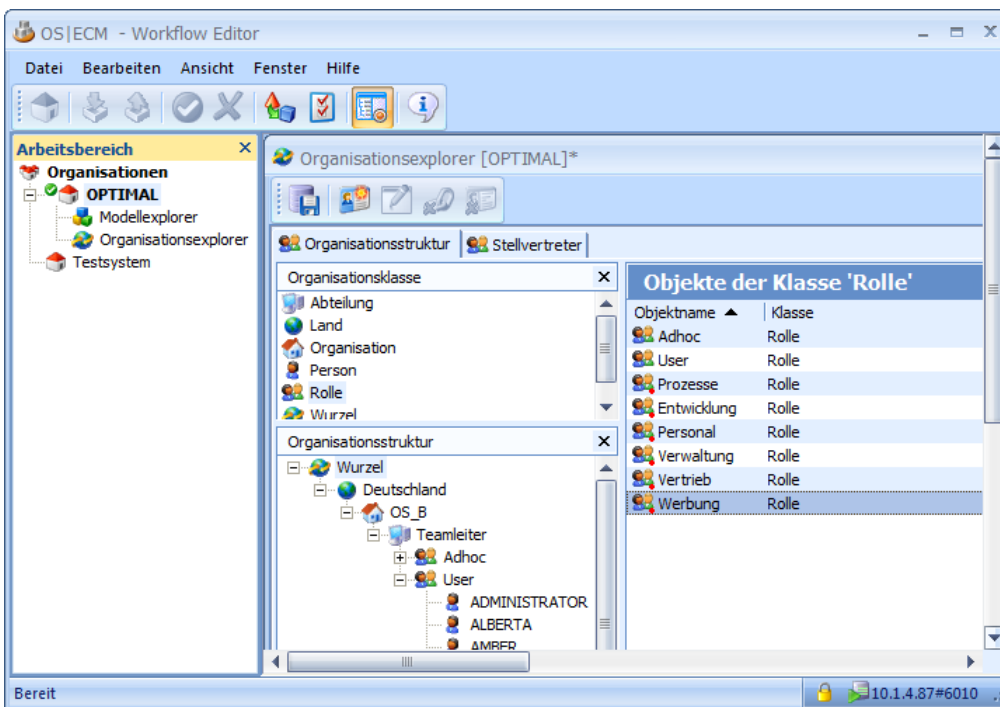 OS|ECM - Workflow Editor
Datei Bearbeiten Ansicht Fenster Hilfe
Arbeitsbereich
Organisationen
OPTIMAL
Modellexplorer
Organisationsexplorer
Testsystem
Organisationsexplorer [OPTIMAL]*
Organisationsstruktur Stellvertreter
Organisationsklasse
Abteilung
Land
Organisation
Person
Rolle
Wurzel
Organisationsstruktur
Wurzel
Deutschland
OS_B
Teamleiter
Adhoc
User
ADMINISTRATOR
ALBERTA
AMBER
Objekte der Klasse 'Rolle'
Objektname Klasse
Adhoc Rolle
User Rolle
Prozesse Rolle
Entwicklung Rolle
Personal Rolle
Verwaltung Rolle
Vertrieb Rolle
Werbung Rolle
Bereit
10.1.4.87#6010